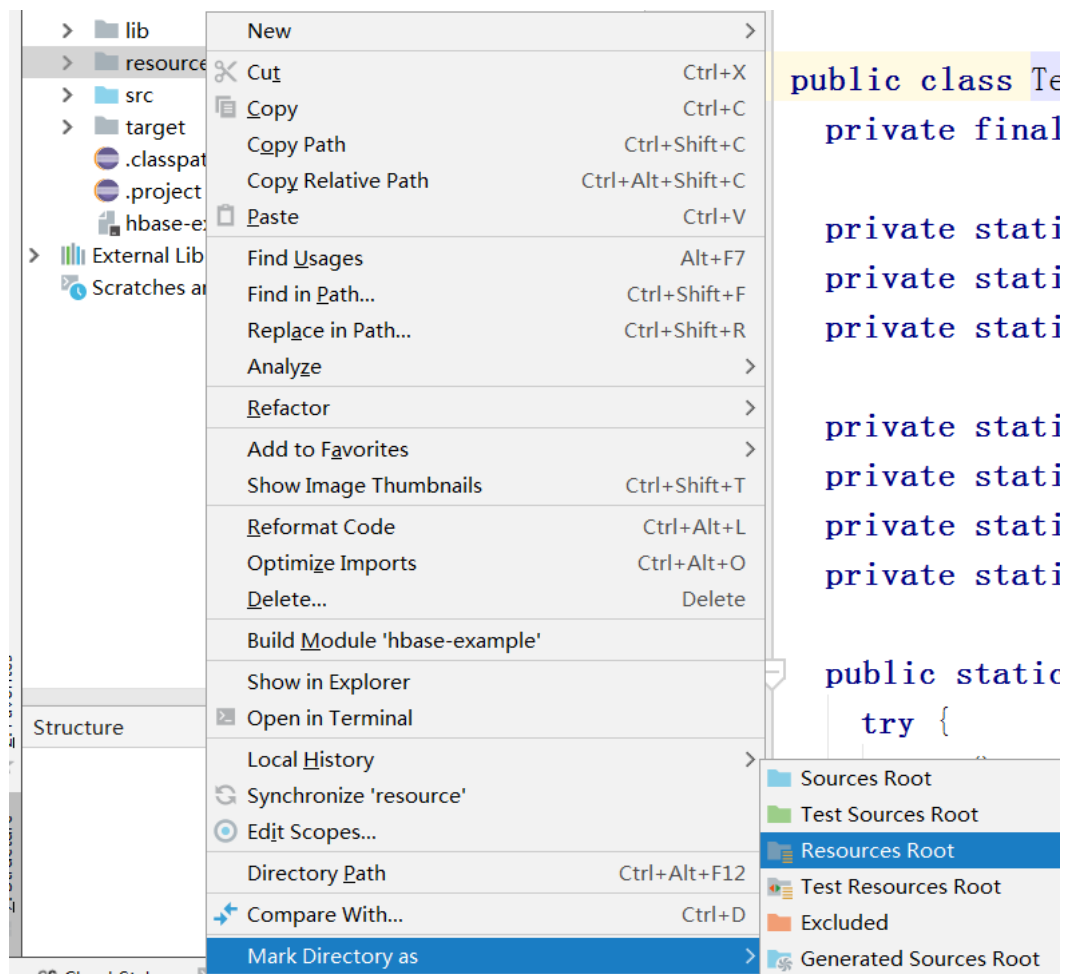 lib
resource
src
target
.classpat
.project
hbase-e
External Lib
Scratches a
Structure
New
Cut Ctrl+X
Copy Ctrl+C
Copy Path Ctrl+Shift+C
Copy Relative Path Ctrl+Alt+Shift+C
Paste Ctrl+V
Find Usages Alt+F7
Find in Path... Ctrl+Shift+F
Replace in Path... Ctrl+Shift+R
Analyze
Refactor
Add to Favorites
Show Image Thumbnails Ctrl+Shift+T
Reformat Code Ctrl+Alt+L
Optimize Imports Ctrl+Alt+O
Delete... Delete
Build Module 'hbase-example'
Show in Explorer
Open in Terminal
Local History
Synchronize 'resource'
Edit Scopes...
Directory Path Ctrl+Alt+F12
Compare With... Ctrl+D
Mark Directory as
Sources Root
Test Sources Root
Resources Root
Test Resources Root
Excluded
Generated Sources Root
public class Te
private final
private stati
private stati
private stati
private stati
private stati
private stati
private stati
public static
try {